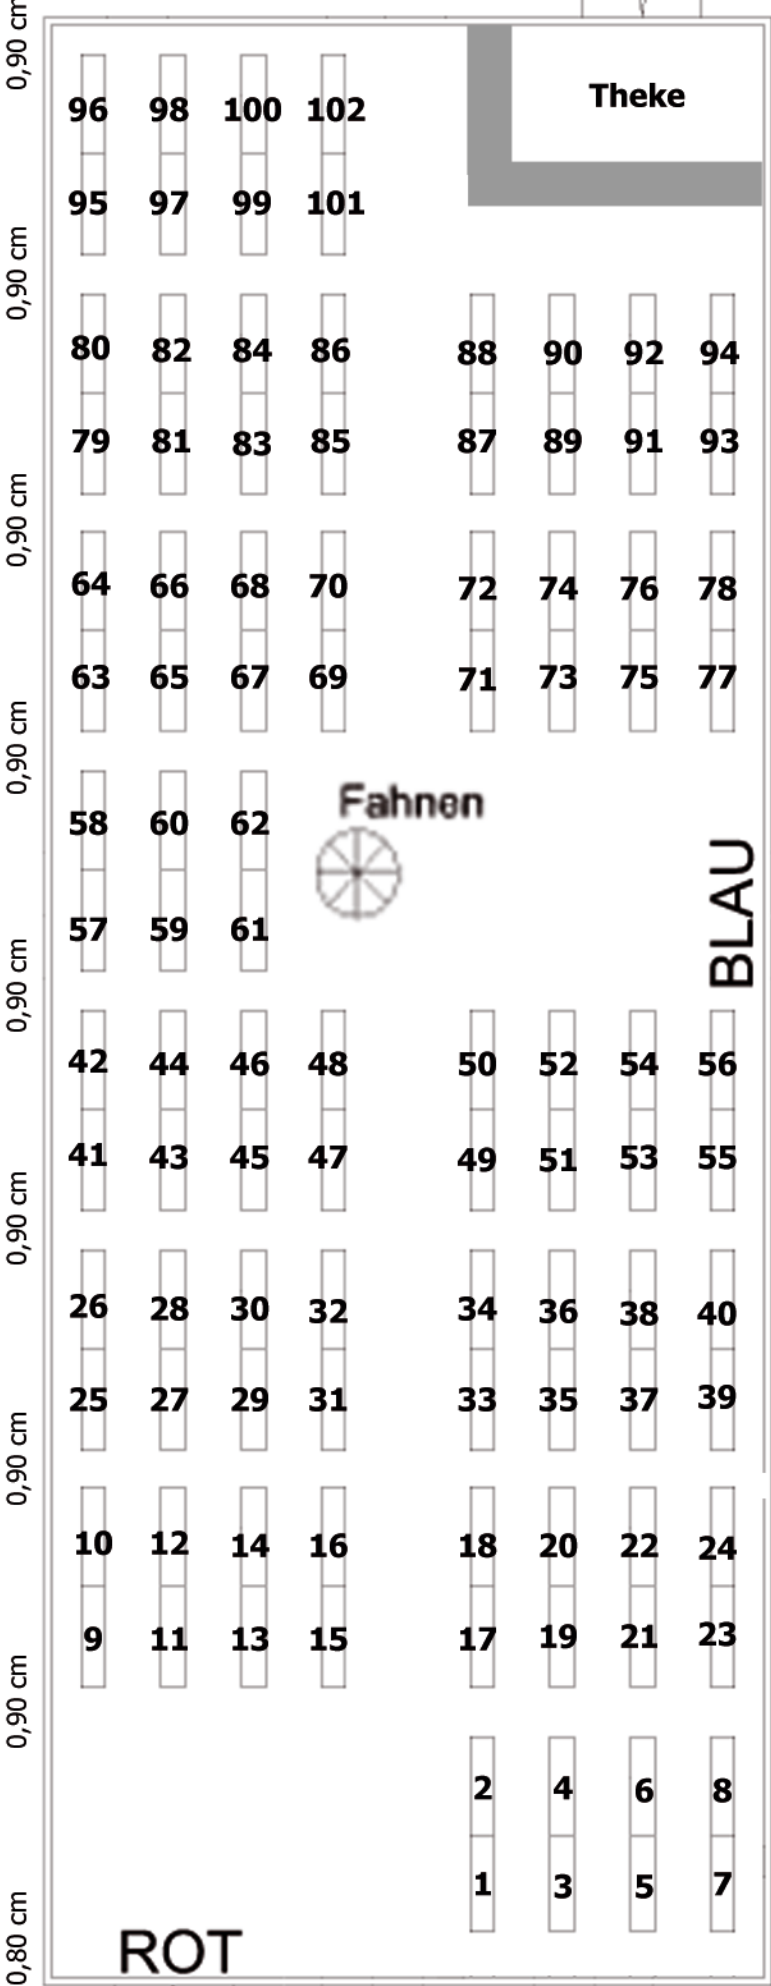 0,90 cm
Theke
96 98 100 102
95 97 99 101
0,90 cm
80 82 84 86 88 90 92 94
79 81 83 85 87 89 91 93
0,90 cm
64 66 68 70 72 74 76 78
63 65 67 69 71 73 75 77
0,90 cm
Fahnen
58 60 62
BLAU
57 59 61
0,90 cm
42 44 46 48 50 52 54 56
41 43 45 47 49 51 53 55
0,90 cm
26 28 30 32 34 36 38 40
25 27 29 31 33 35 37 39
0,90 cm
10 12 14 16 18 20 22 24
9 11 13 15 17 19 21 23
0,90 cm
2 4 6 8
1 3 5 7
0,80 cm
ROT